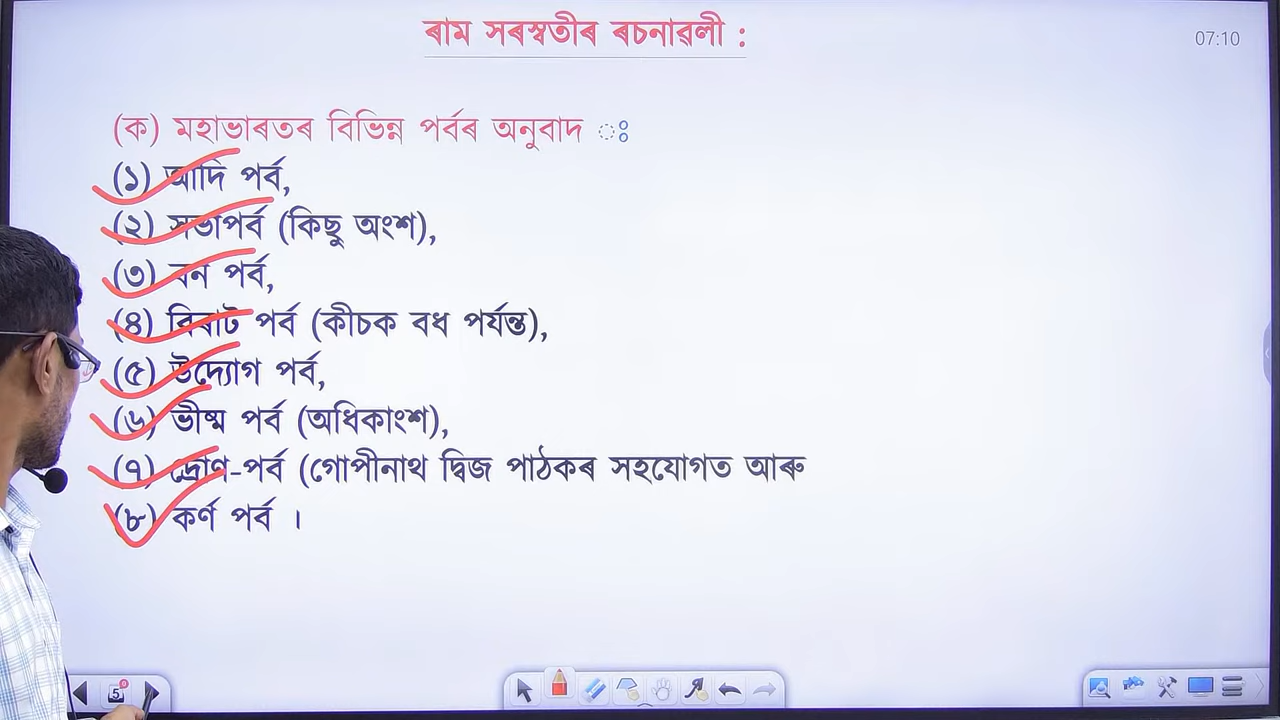 ৰাম সৰস্বতীৰ ৰচনাৱলী :
07:10
(ক) মহাভাৰতৰ বিভিন্ন পৰ্বৰ অনুবাদ ঃ
(১) আদি পৰ্ব,
(২) সভাপৰ্ব (কিছু অংশ),
(৩) বন পৰ্ব,
(৪) বিৰাট পৰ্ব (কীচক বধ পৰ্যন্ত),
(৫) উদ্যোগ পৰ্ব,
(৬) ভীষ্ম পৰ্ব (অধিকাংশ),
(৭) দ্ৰোণ-পৰ্ব (গোপীনাথ দ্বিজ পাঠকৰ সহযোগত আৰু
(৮) কৰ্ণ পৰ্ব ।
5